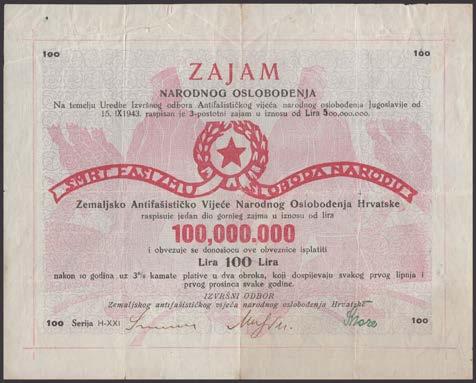 100 100
ZAJAM
NARODNOG OSLOBOĐENJA
Na temelju Uredbe Izvršnog odbora Antifašističkog vijeća narodnog oslobođenja Jugoslavije od
15. IX 1943. raspisan je 3-postotni zajam u iznosu od Lira 500,000.000.
SMRT FAŠIZMU SLOBODA NARODU
Zemaljsko Antifašističko Vijeće Narodnog Oslobođenja Hrvatske
raspisuje jedan dio gornjeg zajma u iznosu od lira
100,000.000
i obvezuje se donosiocu ove obveznice isplatiti
Lira 100 Lira
nakon 10 godina uz 3% kamate plative u dva obroka, koji dospijevaju svakog prvog lipnja i
prvog prosinca svake godine.
IZVRŠNI ODBOR
Zemaljskog antifašističkog vijeća narodnog oslobođenja Hrvatske
100 Serija H-XXI 100